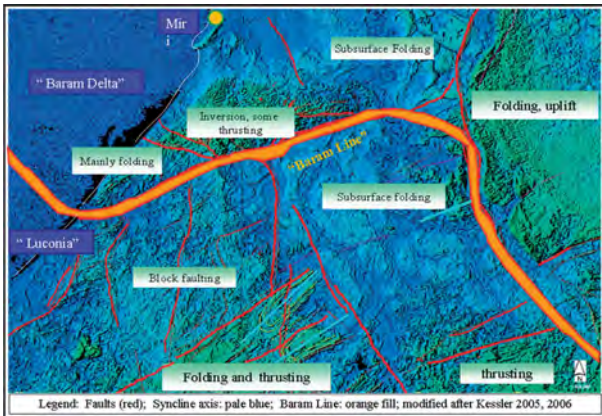 Mir
i
Subsurface Folding
“ Baram Delta”
Folding, uplift
Inversion, some
thrusting
“Baram Line”
Mainly folding
Subsurface folding
“ Luconia”
Block faulting
Folding and thrusting
thrusting
Legend: Faults (red); Syncline axis: pale blue; Baram Line: orange fill; modified after Kessler 2005, 2006